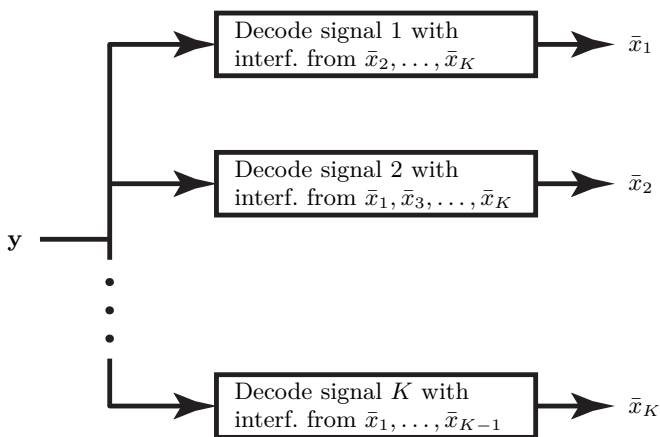 Decode signal 1 with
interf. from x̄₂, . . . , x̄_K
x̄₁
Decode signal 2 with
interf. from x̄₁, x̄₃, . . . , x̄_K
x̄₂
y
Decode signal K with
interf. from x̄₁, . . . , x̄_{K−1}
x̄_K